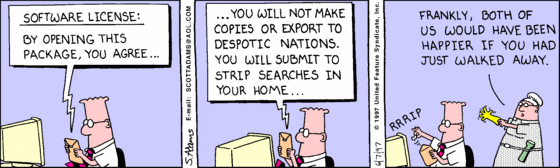 SOFTWARE LICENSE:
BY OPENING THIS
PACKAGE, YOU AGREE...
S.Adams
E-mail: SCOTTADAMS@AOL.COM
...YOU WILL NOT MAKE
COPIES OR EXPORT TO
DESPOTIC NATIONS.
YOU WILL SUBMIT TO
STRIP SEARCHES IN
YOUR HOME...
© 1997 United Feature Syndicate, Inc.
RRRIP
FRANKLY, BOTH OF
US WOULD HAVE BEEN
HAPPIER IF YOU HAD
JUST WALKED AWAY.